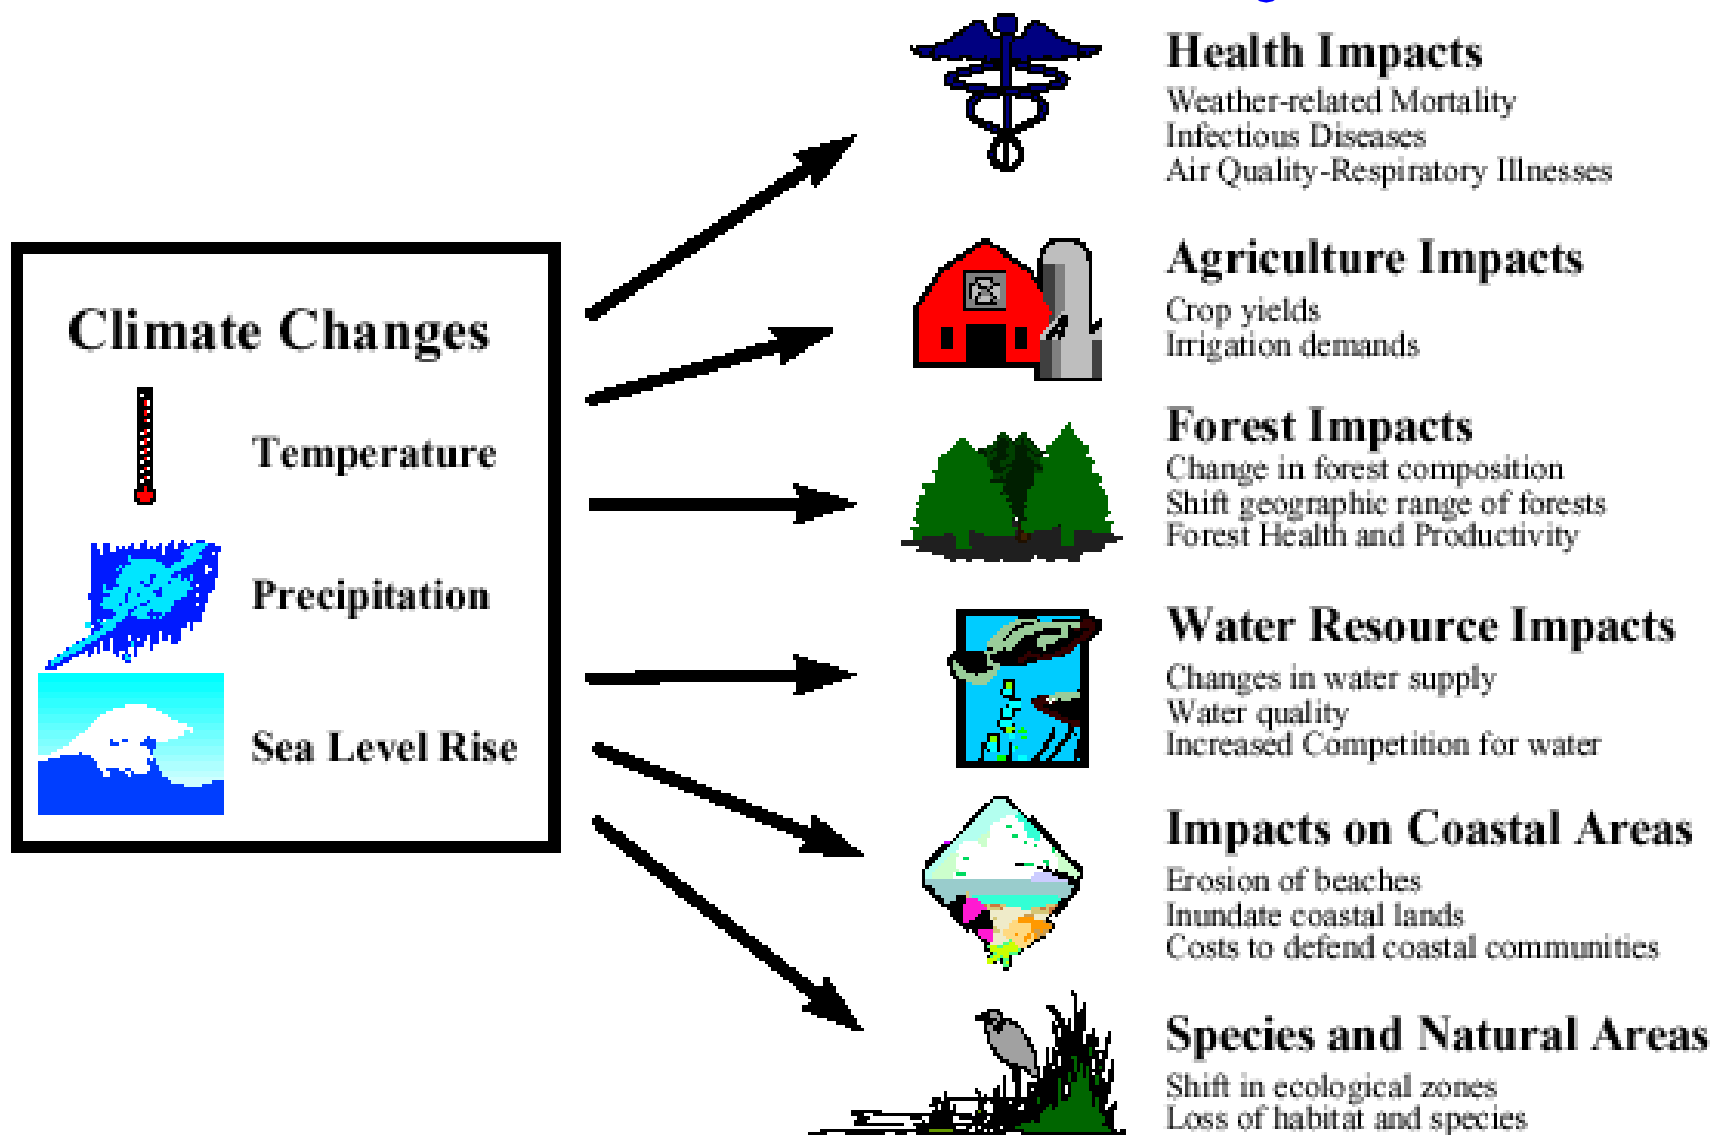 Climate Changes
Temperature
Precipitation
Sea Level Rise
Health Impacts
Weather-related Mortality
Infectious Diseases
Air Quality-Respiratory Illnesses
Agriculture Impacts
Crop yields
Irrigation demands
Forest Impacts
Change in forest composition
Shift geographic range of forests
Forest Health and Productivity
Water Resource Impacts
Changes in water supply
Water quality
Increased Competition for water
Impacts on Coastal Areas
Erosion of beaches
Inundate coastal lands
Costs to defend coastal communities
Species and Natural Areas
Shift in ecological zones
Loss of habitat and species